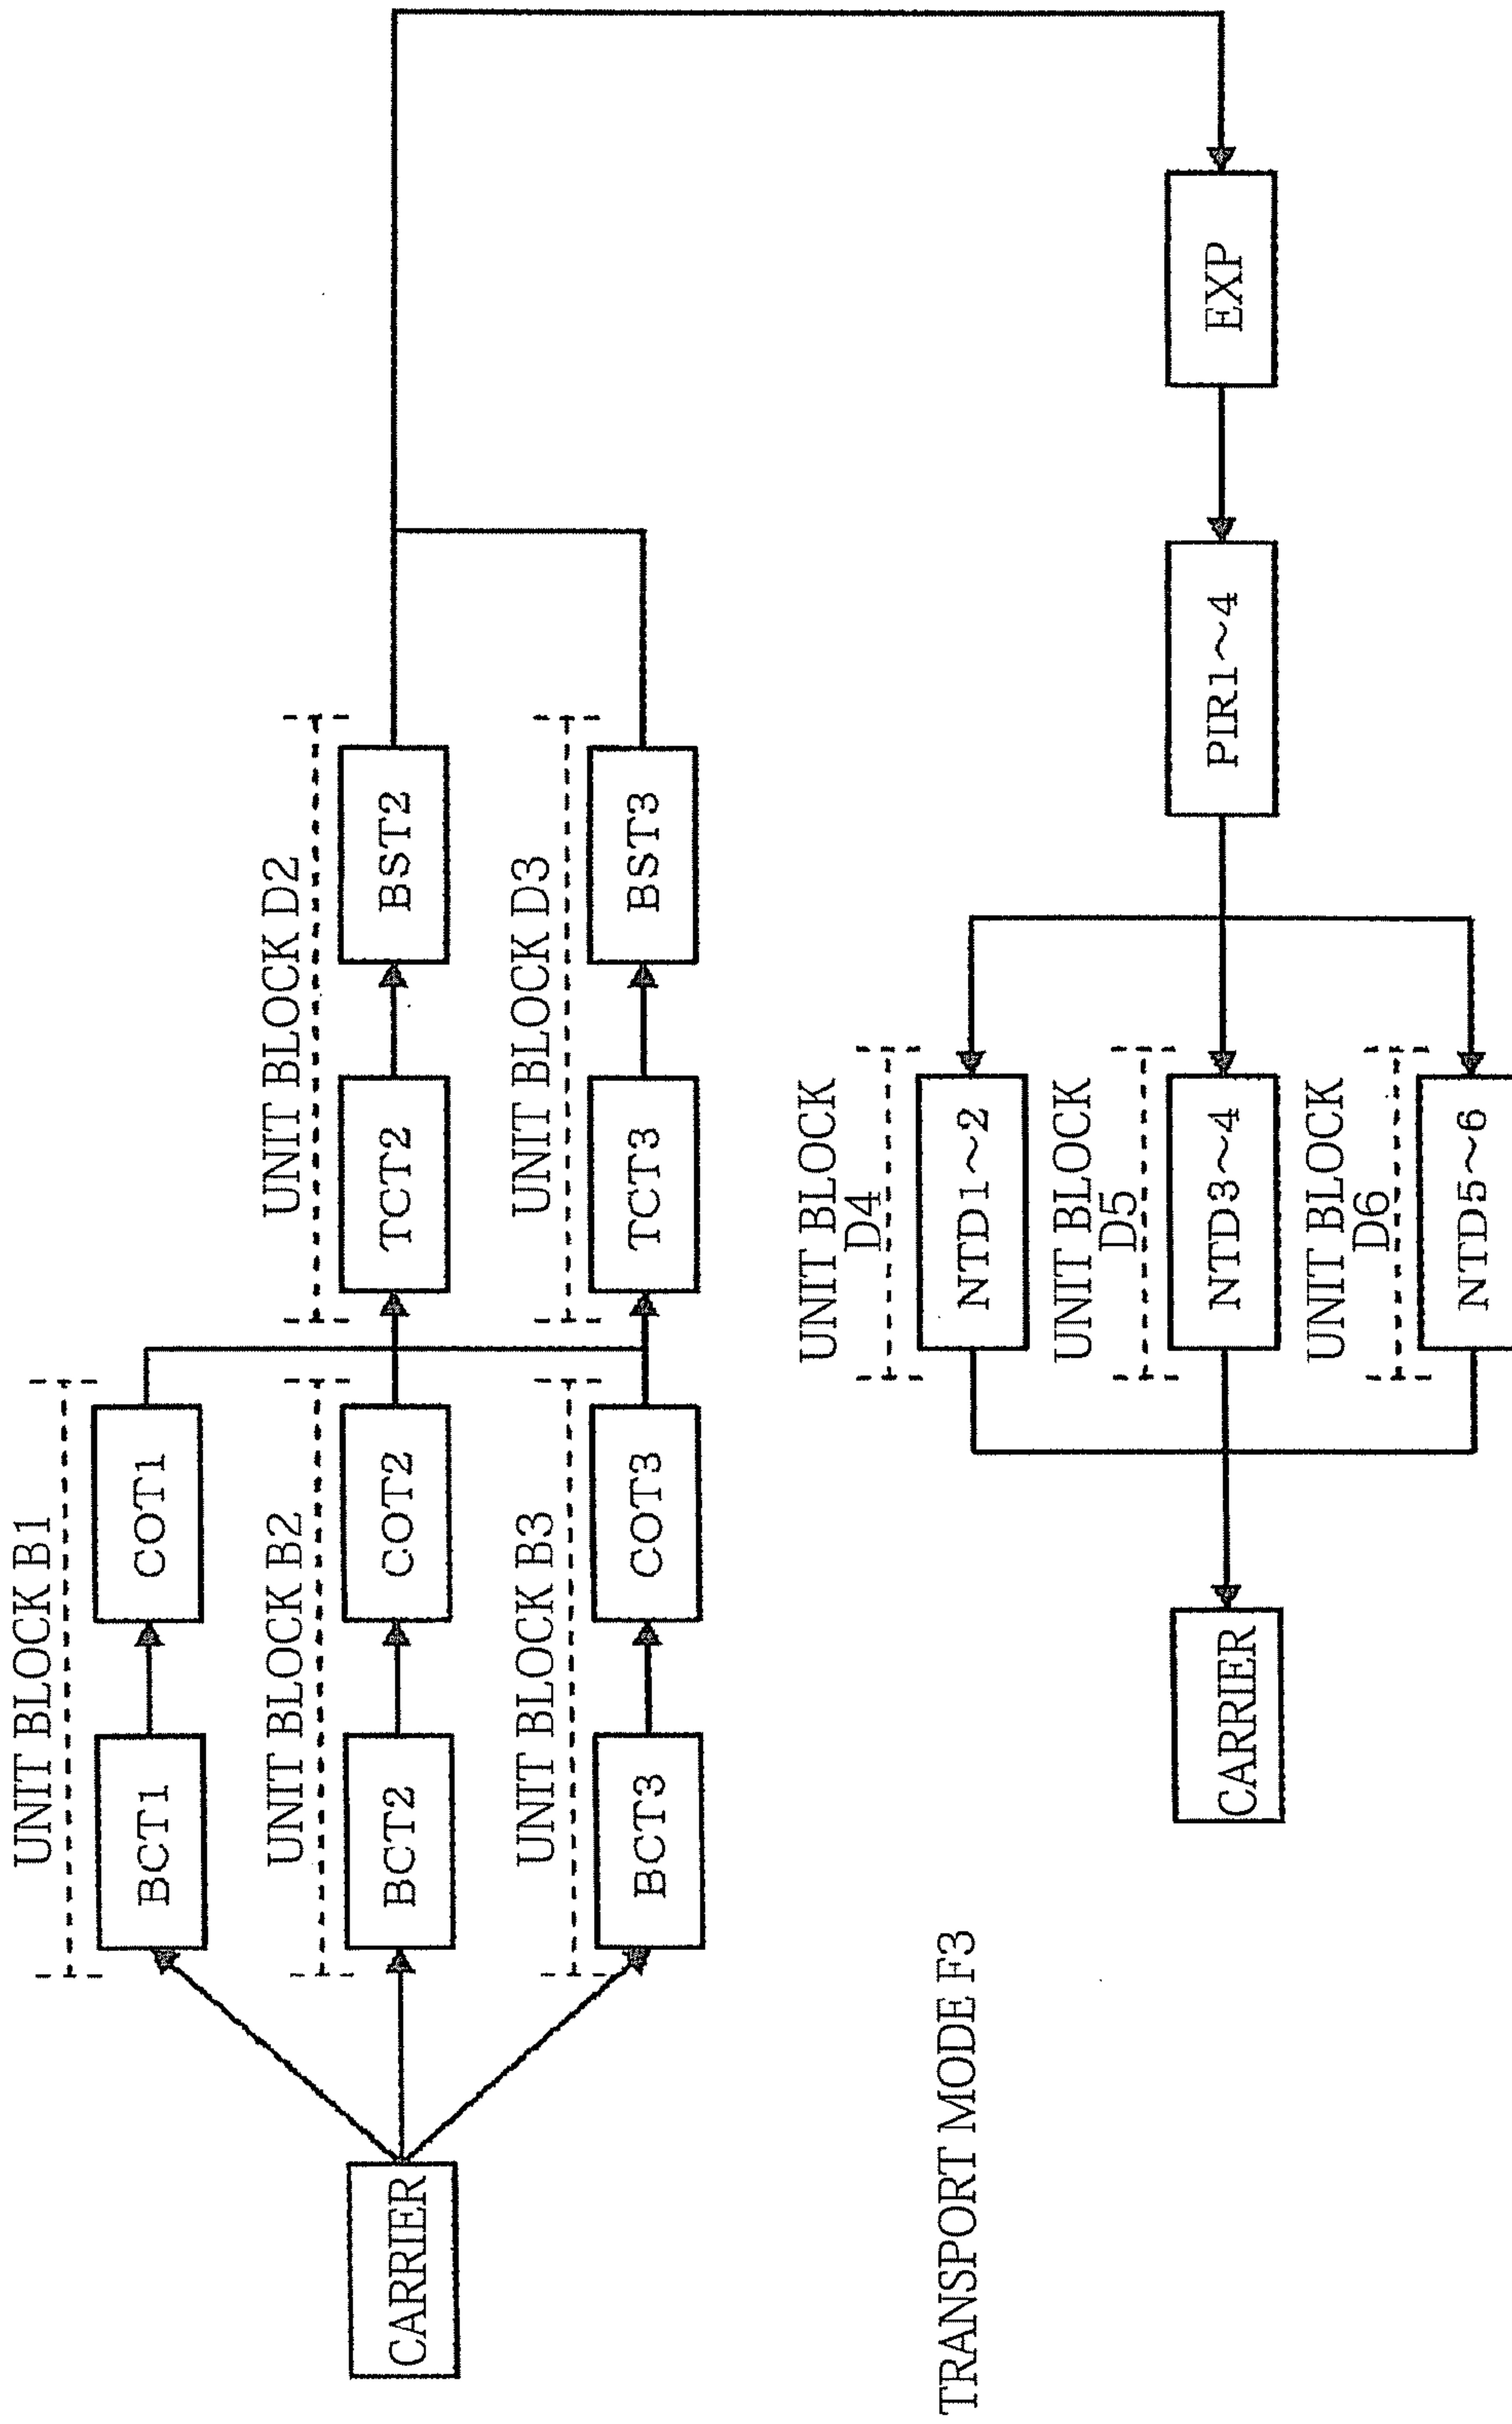 UNIT BLOCK B1
BCT1
COT1
CARRIER
UNIT BLOCK B2
BCT2
COT2
UNIT BLOCK D2
TCT2
BST2
UNIT BLOCK B3
BCT3
COT3
UNIT BLOCK D3
TCT3
BST3
UNIT BLOCK
D4
NTD1~2
TRANSPORT MODE F3
UNIT BLOCK
D5
CARRIER
NTD3~4
PIR1~4
EXP
UNIT BLOCK
D6
NTD5~6